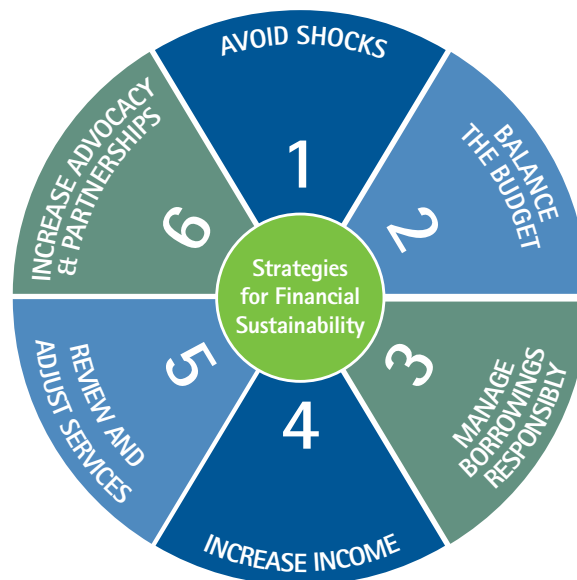 AVOID SHOCKS
1
BALANCE
THE BUDGET
2
MANAGE
BORROWINGS
RESPONSIBLY
3
INCREASE INCOME
4
REVIEW AND
ADJUST SERVICES
5
INCREASE ADVOCACY
& PARTNERSHIPS
6
Strategies
for Financial
Sustainability